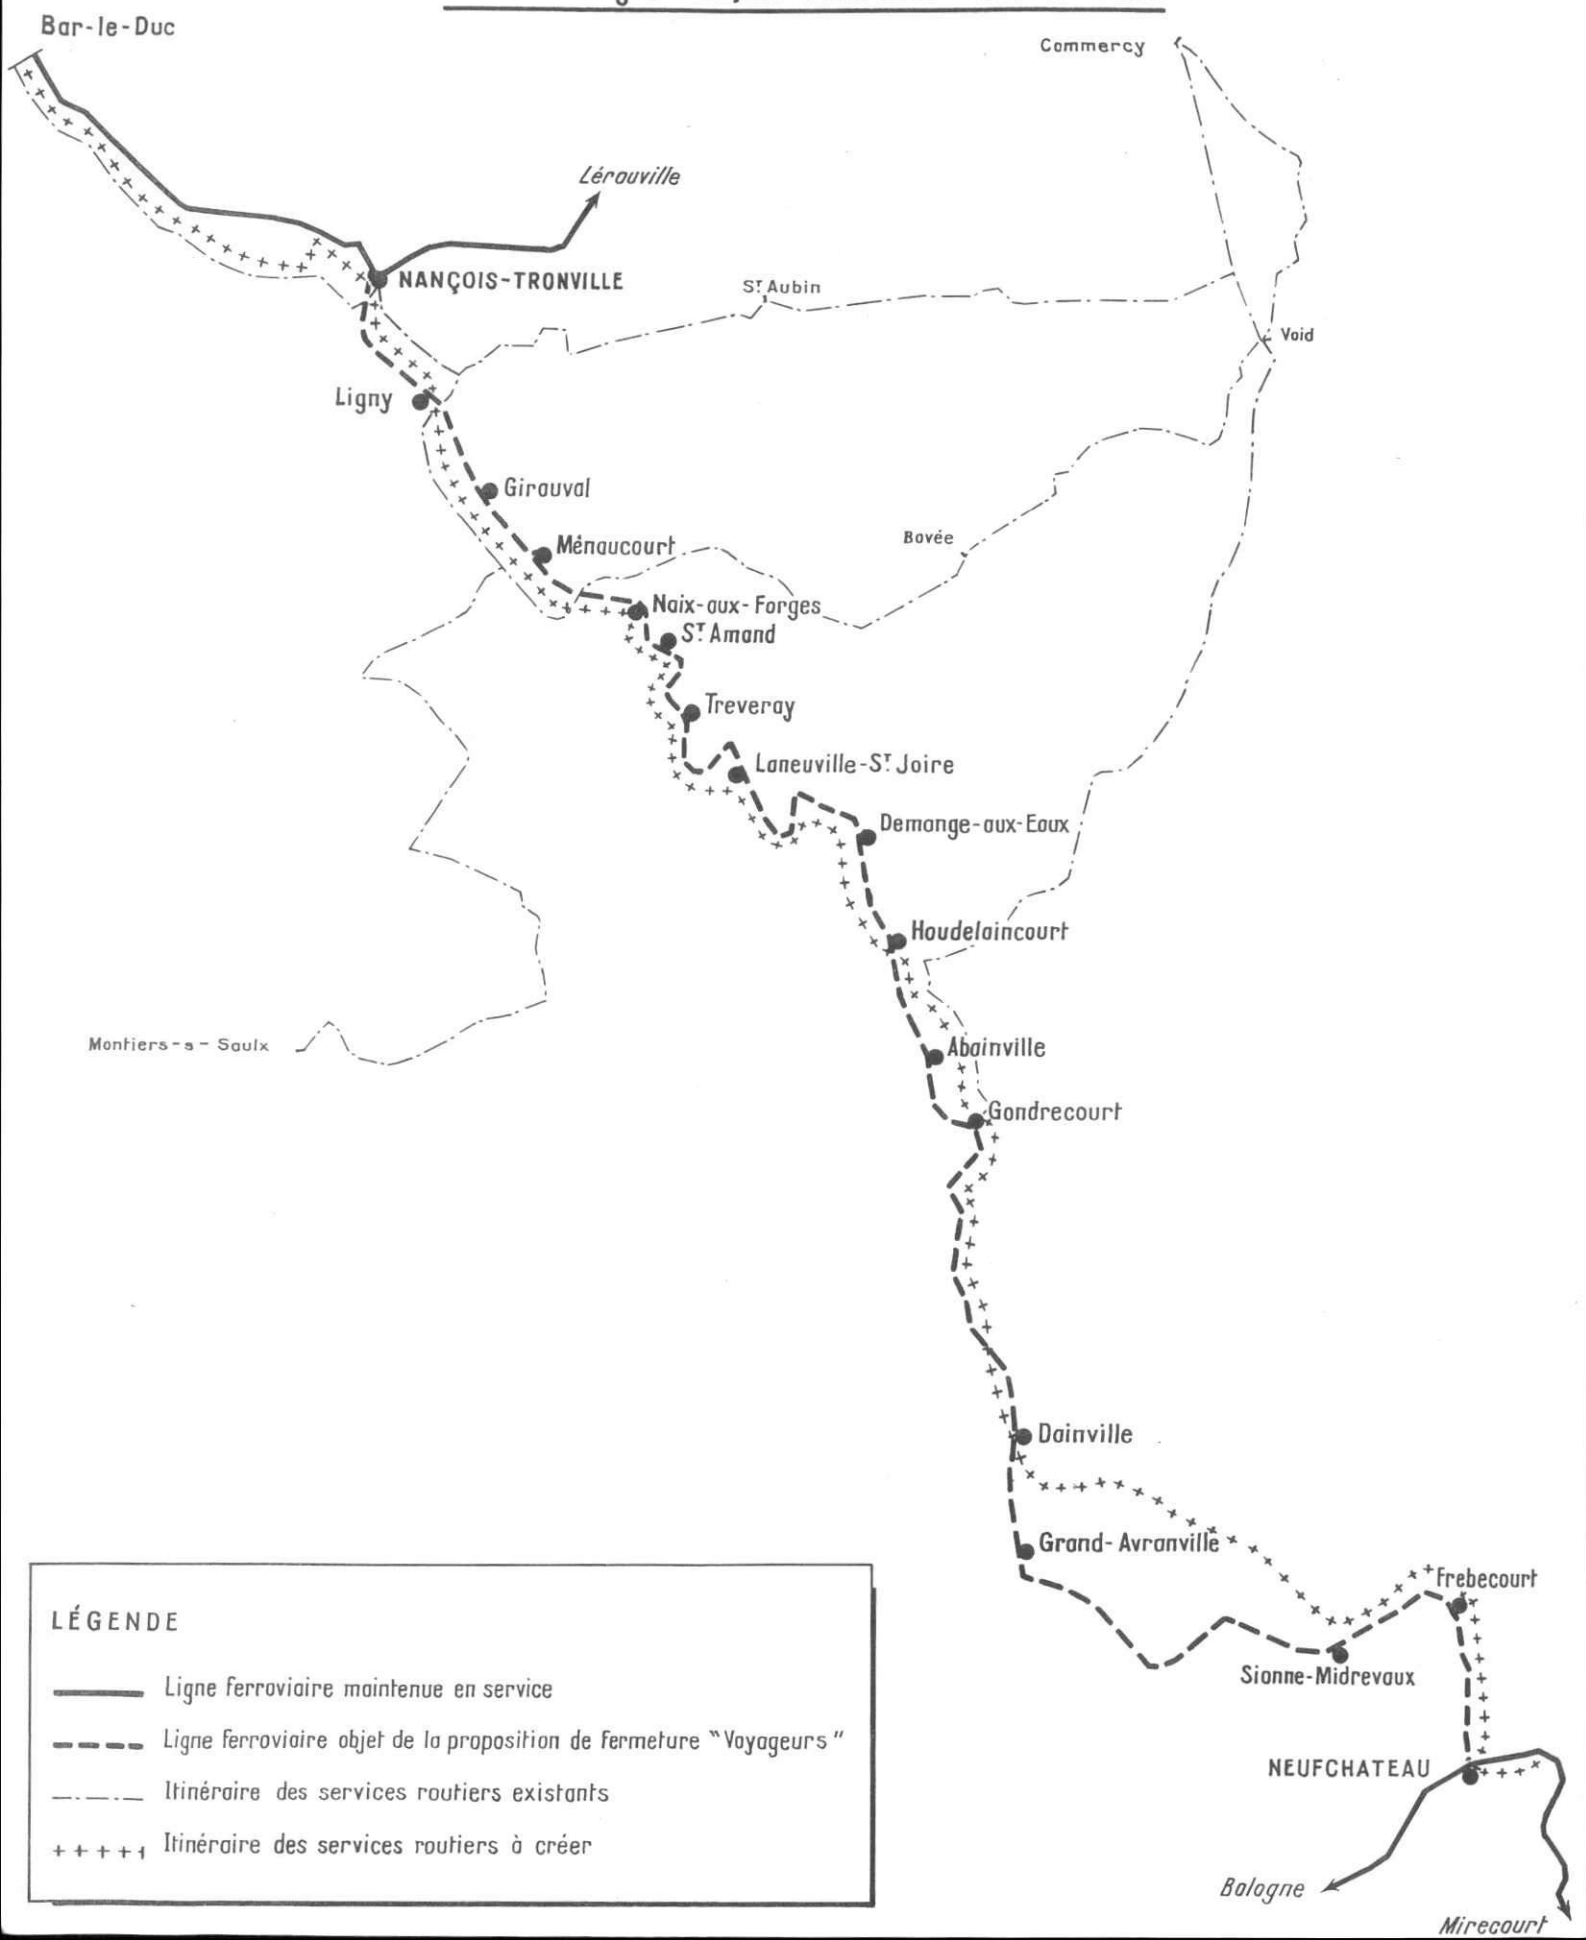 Bar-le-Duc
Commercy
Lérouville
NANÇOIS-TRONVILLE
Sᵀ Aubin
Void
Ligny
Girauval
Bovée
Ménaucourt
Naix-aux-Forges
Sᵀ Amand
Treveray
Laneuville-Sᵀ Joire
Demange-aux-Eaux
Houdelaincourt
Montiers-s-Saulx
Abainville
Gondrecourt
Dainville
Grand-Avranville
Frebecourt
Sionne-Midrevaux
NEUFCHATEAU
Bologne
Mirecourt
LÉGENDE
Ligne ferroviaire maintenue en service
Ligne ferroviaire objet de la proposition de fermeture "Voyageurs"
Itinéraire des services routiers existants
Itinéraire des services routiers à créer